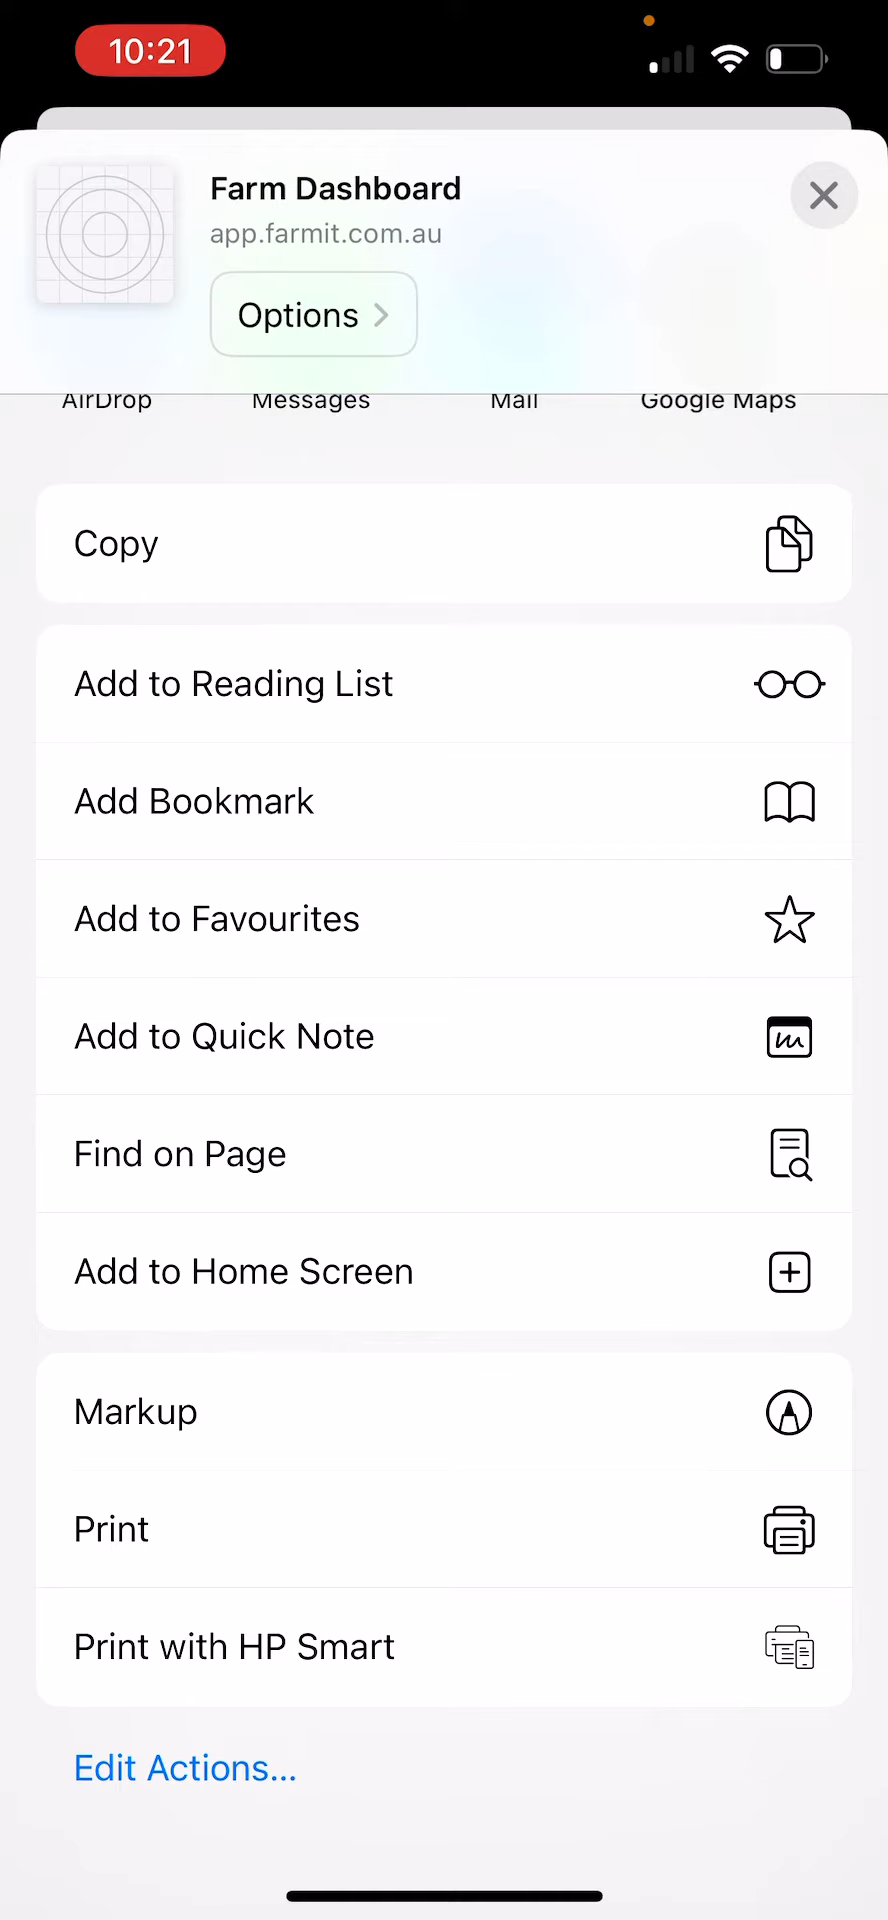 10:21
Farm Dashboard
app.farmit.com.au
Options
AirDrop Messages Mail Google Maps
Copy
Add to Reading List
Add Bookmark
Add to Favourites
Add to Quick Note
Find on Page
Add to Home Screen
Markup
Print
Print with HP Smart
Edit Actions...